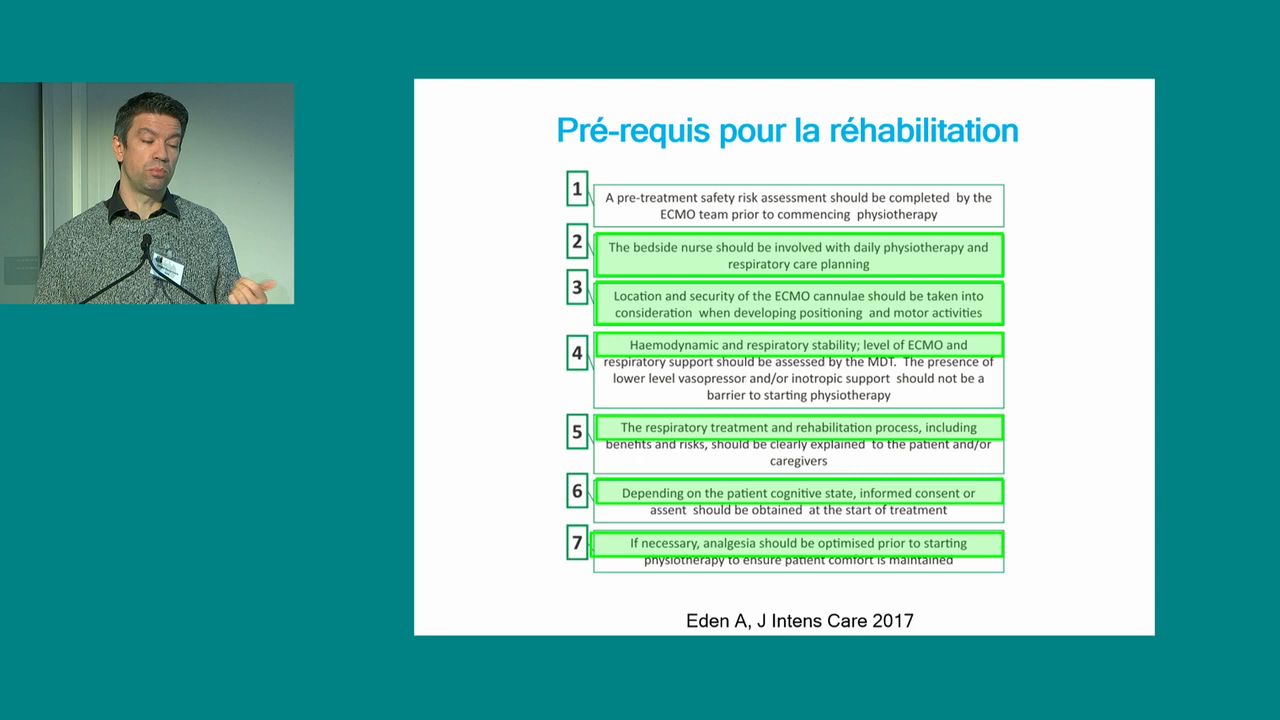 Pré-requis pour la réhabilitation
1
A pre-treatment safety risk assessment should be completed by the
ECMO team prior to commencing physiotherapy
2
The bedside nurse should be involved with daily physiotherapy and
respiratory care planning
3
Location and security of the ECMO cannulae should be taken into
consideration when developing positioning and motor activities
4
Haemodynamic and respiratory stability; level of ECMO and
respiratory support should be assessed by the MDT. The presence of
lower level vasopressor and/or inotropic support should not be a
barrier to starting physiotherapy
5
The respiratory treatment and rehabilitation process, including
benefits and risks, should be clearly explained to the patient and/or
caregivers
6
Depending on the patient cognitive state, informed consent or
assent should be obtained at the start of treatment
7
If necessary, analgesia should be optimised prior to starting
physiotherapy to ensure patient comfort is maintained
Eden A, J Intens Care 2017